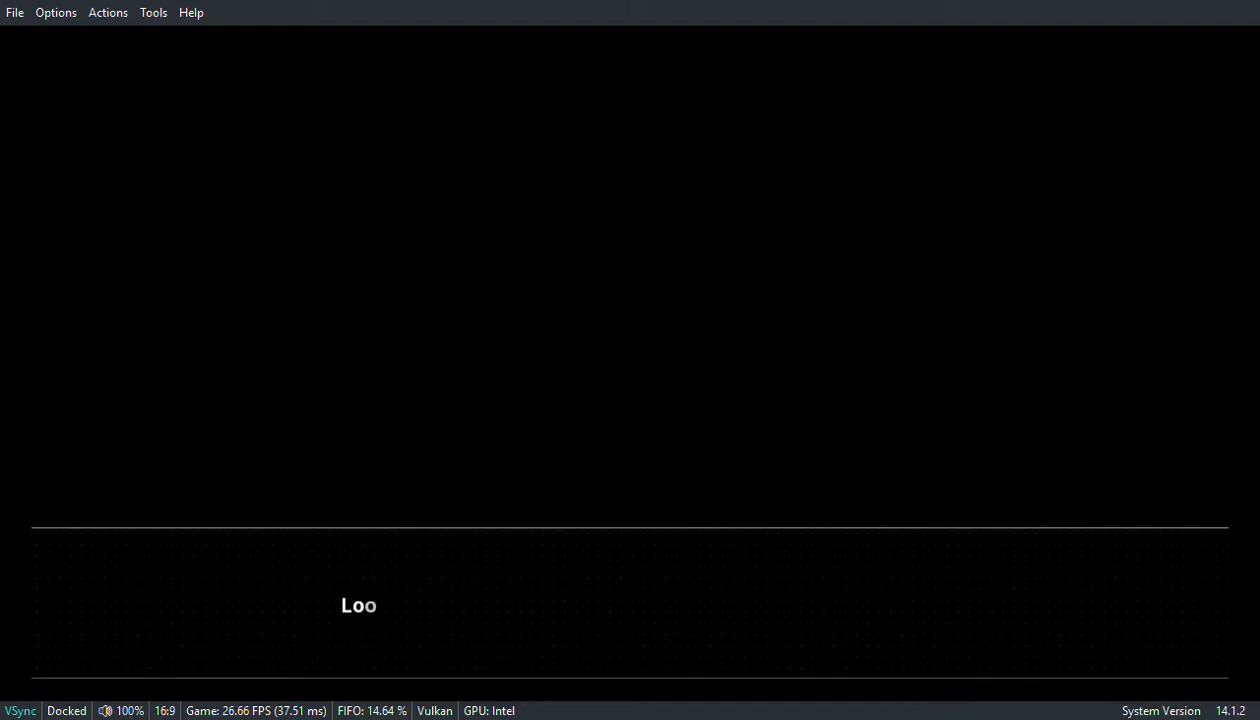 File Options Actions Tools Help
Loo
VSync Docked 100% 16:9 Game: 26.66 FPS (37.51 ms) FIFO: 14.64 % Vulkan GPU: Intel System Version 14.1.2